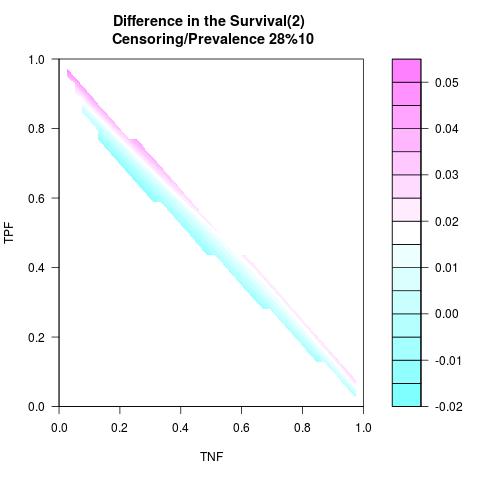 Difference in the Survival(2)
Censoring/Prevalence 28%10
1.0
0.8
0.6
0.4
0.2
0.0
TPF
0.0 0.2 0.4 0.6 0.8 1.0
TNF
0.05
0.04
0.03
0.02
0.01
0.00
-0.01
-0.02